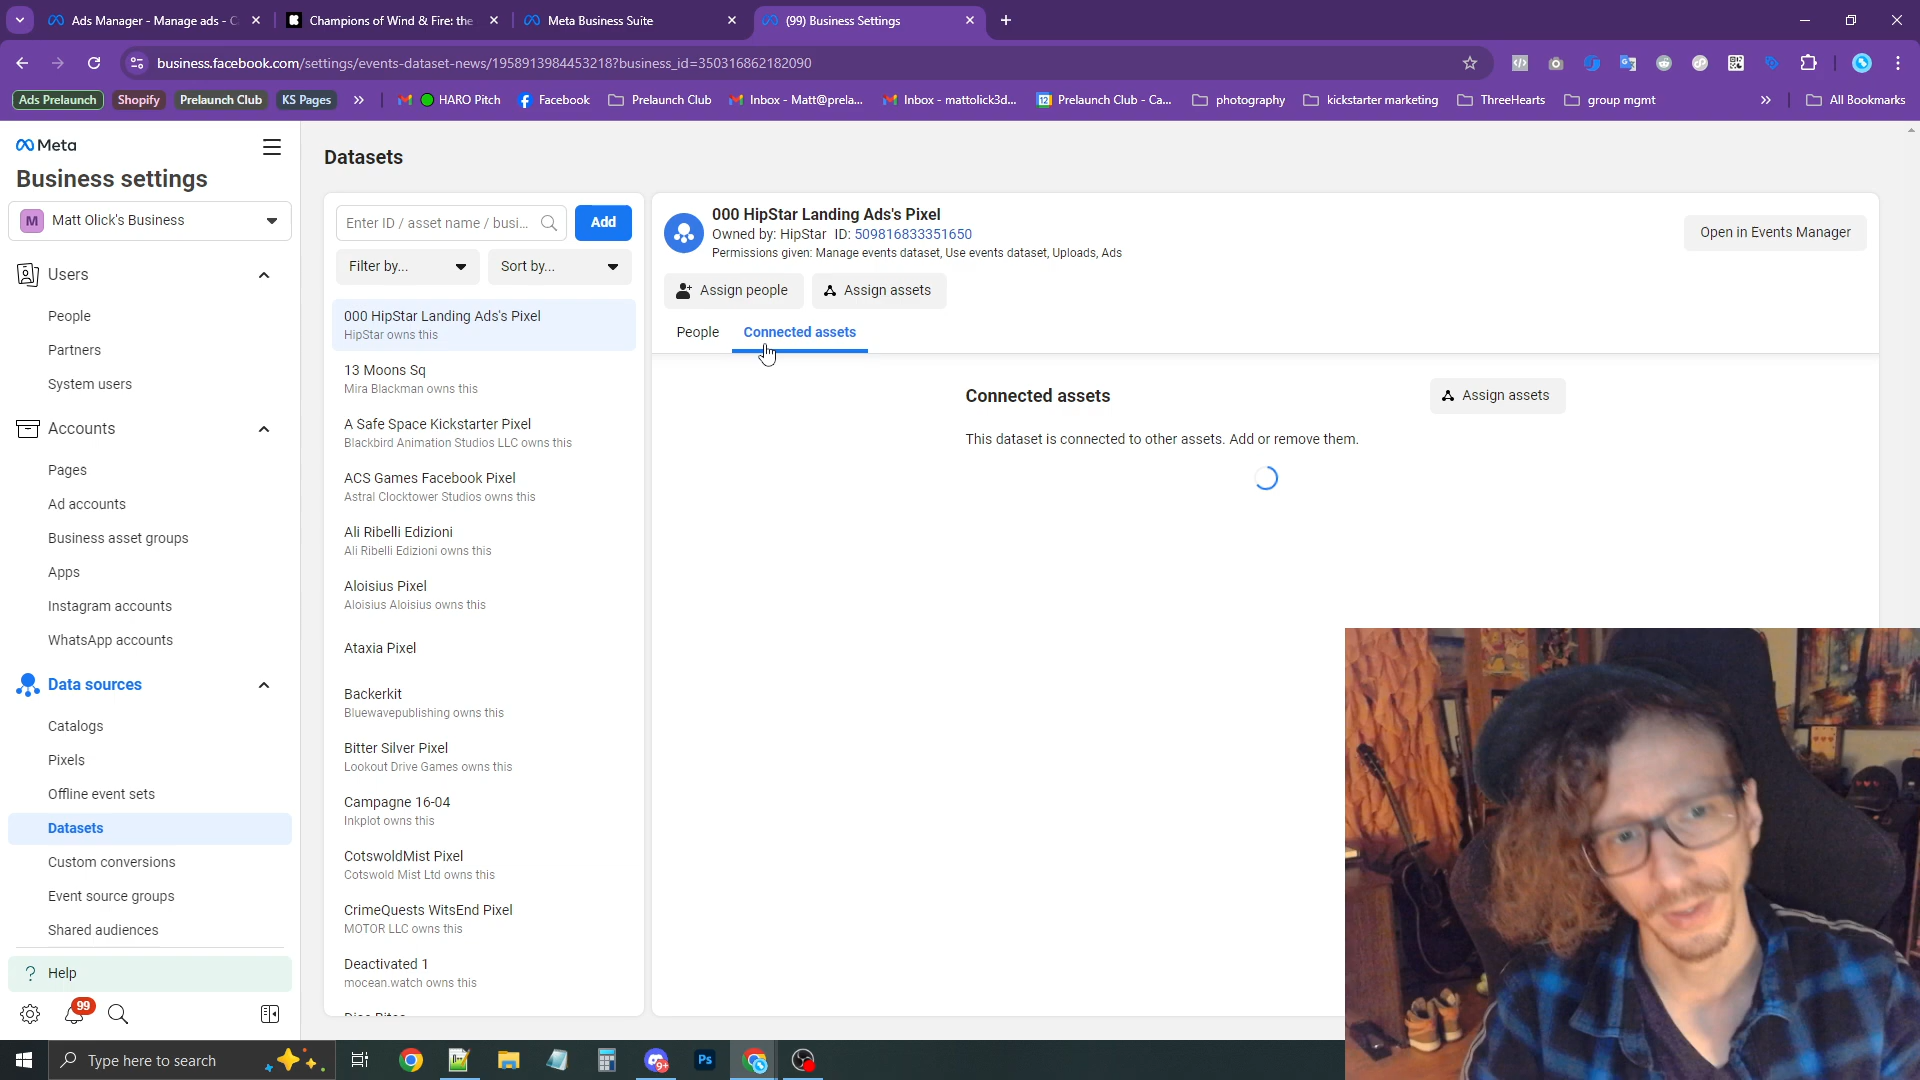 Ads Manager - Manage ads - C
Champions of Wind & Fire: the
Meta Business Suite
(99) Business Settings
business.facebook.com/settings/events-dataset-news/1958913984453218?business_id=350316862182090
Ads Prelaunch
Shopify
Prelaunch Club
KS Pages
HARO Pitch
Facebook
Prelaunch Club
Inbox - Matt@prela...
Inbox - mattolick3d...
Prelaunch Club - Ca...
photography
kickstarter marketing
ThreeHearts
group mgmt
All Bookmarks
Meta
Business settings
M Matt Olick's Business
Users
People
Partners
System users
Accounts
Pages
Ad accounts
Business asset groups
Apps
Instagram accounts
WhatsApp accounts
Data sources
Catalogs
Pixels
Offline event sets
Datasets
Custom conversions
Event source groups
Shared audiences
? Help
99
Datasets
Enter ID / asset name / busi...
Add
Filter by...
Sort by...
000 HipStar Landing Ads's Pixel
HipStar owns this
13 Moons Sq
Mira Blackman owns this
A Safe Space Kickstarter Pixel
Blackbird Animation Studios LLC owns this
ACS Games Facebook Pixel
Astral Clocktower Studios owns this
Ali Ribelli Edizioni
Ali Ribelli Edizioni owns this
Aloisius Pixel
Aloisius Aloisius owns this
Ataxia Pixel
Backerkit
Bluewavepublishing owns this
Bitter Silver Pixel
Lookout Drive Games owns this
Campagne 16-04
Inkplot owns this
CotswoldMist Pixel
Cotswold Mist Ltd owns this
CrimeQuests WitsEnd Pixel
MOTOR LLC owns this
Deactivated 1
mocean.watch owns this
000 HipStar Landing Ads's Pixel
Owned by: HipStar ID: 509816833351650
Permissions given: Manage events dataset, Use events dataset, Uploads, Ads
Open in Events Manager
Assign people
Assign assets
People
Connected assets
Connected assets
Assign assets
This dataset is connected to other assets. Add or remove them.
Type here to search
Ps